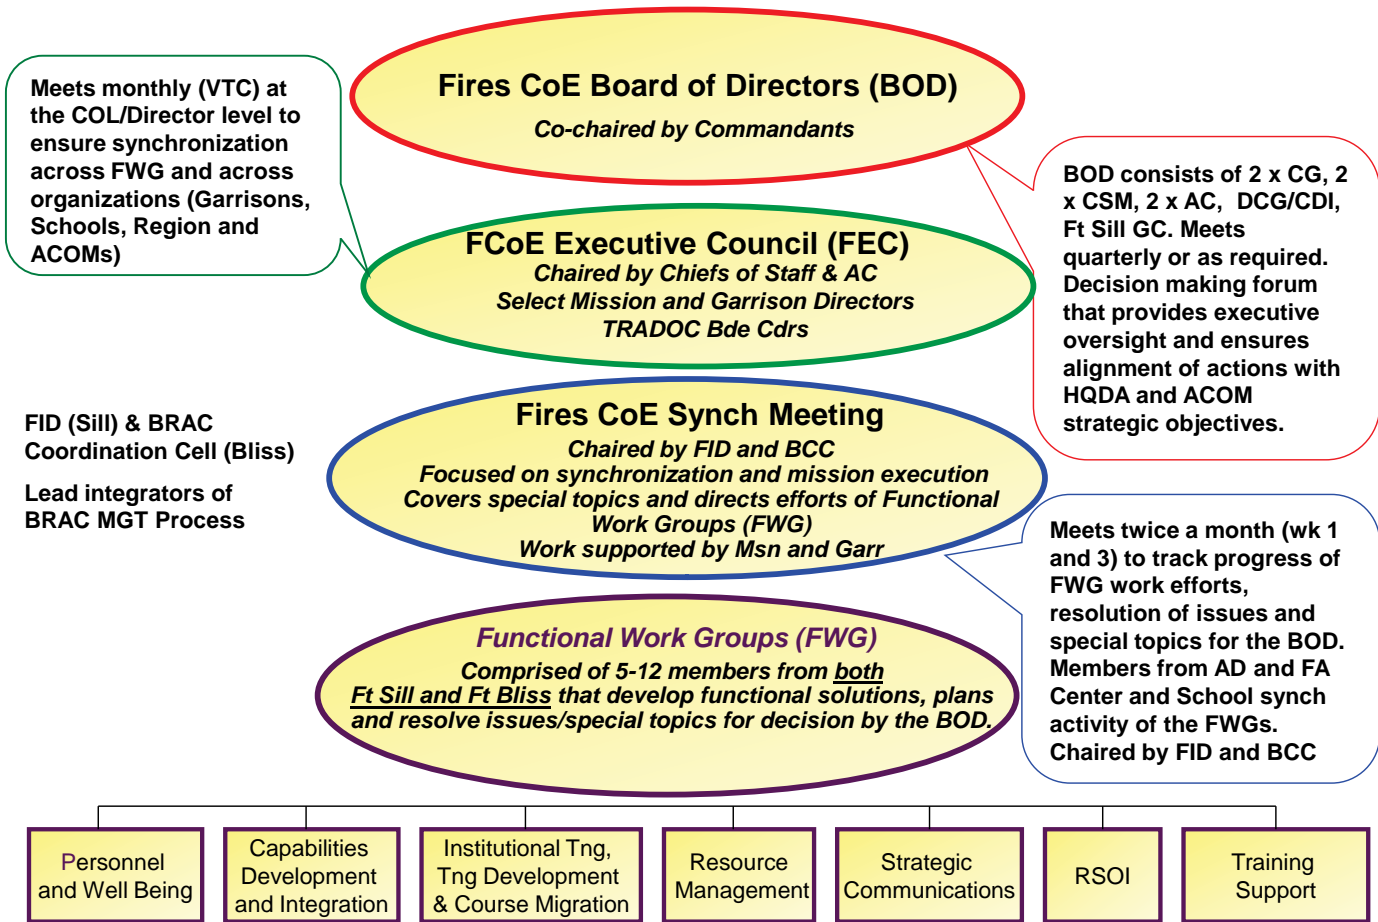 Fires CoE Board of Directors (BOD)
Co-chaired by Commandants
Meets monthly (VTC) at
the COL/Director level to
ensure synchronization
across FWG and across
organizations (Garrisons,
Schools, Region and
ACOMs)
BOD consists of 2 x CG, 2
x CSM, 2 x AC, DCG/CDI,
Ft Sill GC. Meets
quarterly or as required.
Decision making forum
that provides executive
oversight and ensures
alignment of actions with
HQDA and ACOM
strategic objectives.
FCoE Executive Council (FEC)
Chaired by Chiefs of Staff & AC
Select Mission and Garrison Directors
TRADOC Bde Cdrs
FID (Sill) & BRAC
Coordination Cell (Bliss)
Lead integrators of
BRAC MGT Process
Fires CoE Synch Meeting
Chaired by FID and BCC
Focused on synchronization and mission execution
Covers special topics and directs efforts of Functional
Work Groups (FWG)
Work supported by Msn and Garr
Meets twice a month (wk 1
and 3) to track progress of
FWG work efforts,
resolution of issues and
special topics for the BOD.
Members from AD and FA
Center and School synch
activity of the FWGs.
Chaired by FID and BCC
Functional Work Groups (FWG)
Comprised of 5-12 members from both
Ft Sill and Ft Bliss that develop functional solutions, plans
and resolve issues/special topics for decision by the BOD.
Personnel
and Well Being
Capabilities
Development
and Integration
Institutional Tng,
Tng Development
& Course Migration
Resource
Management
Strategic
Communications
RSOI
Training
Support